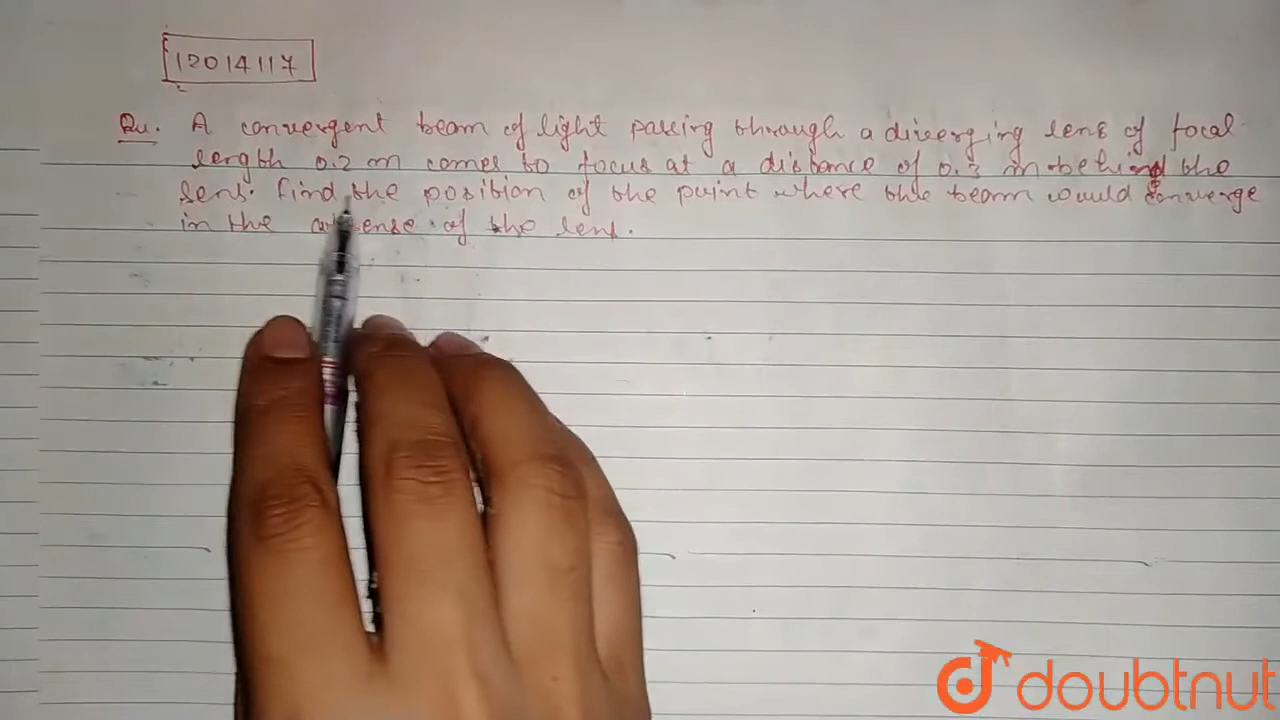 12014117
Qu. A convergent beam of light passing through a diverging lens of focal
length 0.2 m comes to focus at a distance of 0.3 m behind the
lens. Find the position of the point where the beam would converge
in the absense of the lens.
doubtnut